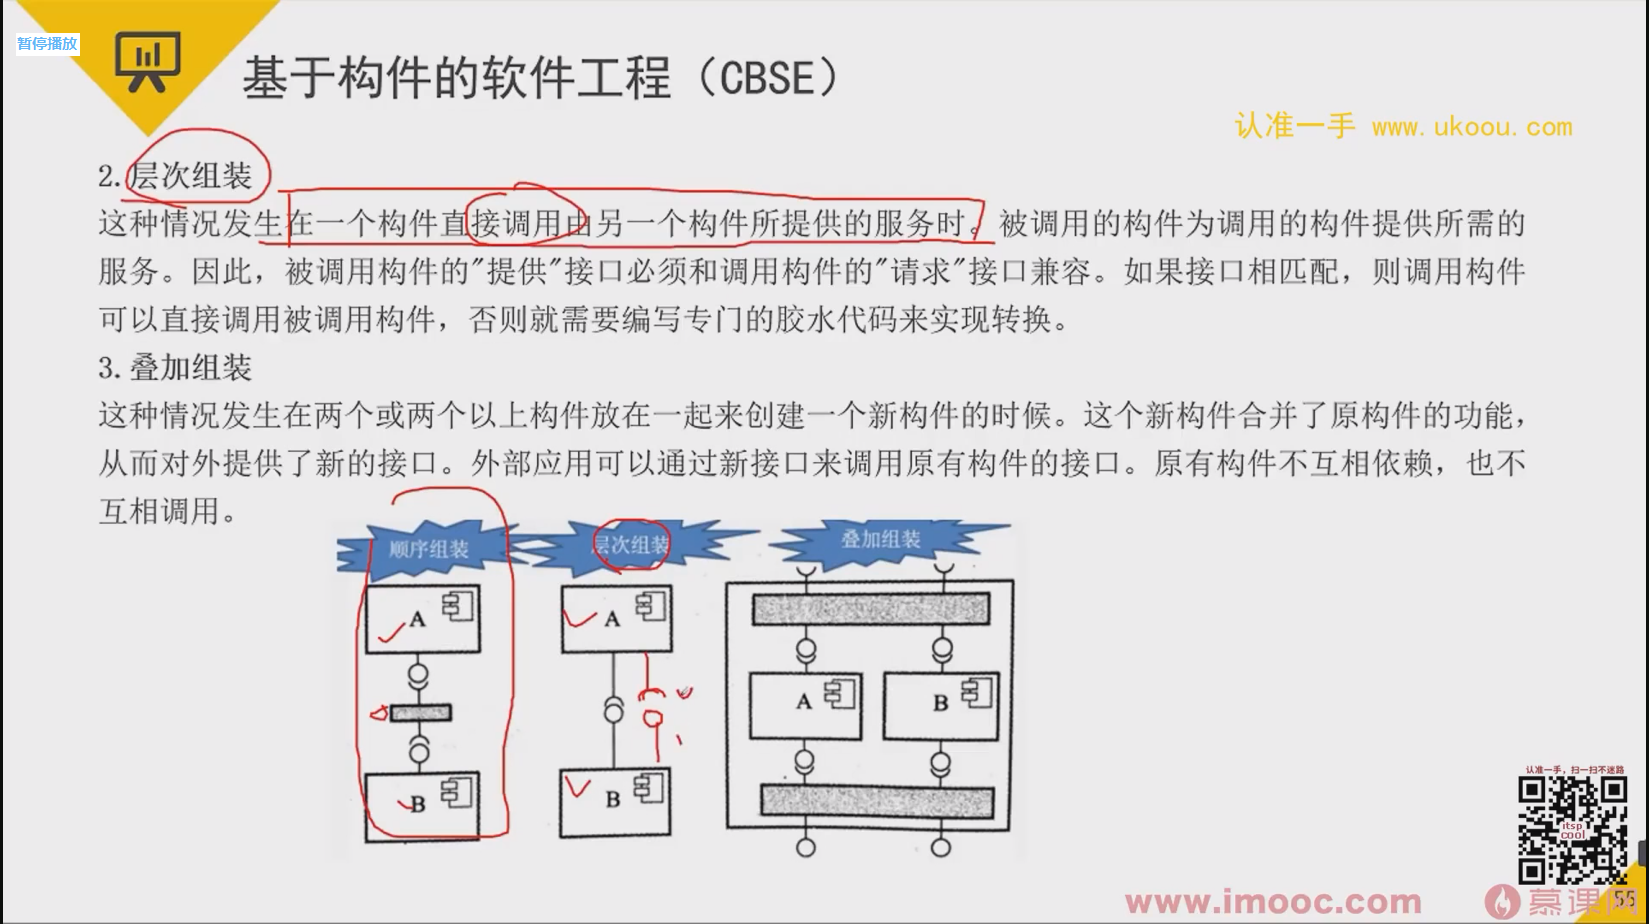 暂停播放
基于构件的软件工程（CBSE）
认准一手 www.ukoou.com
2.层次组装
这种情况发生在一个构件直接调用由另一个构件所提供的服务时。被调用的构件为调用的构件提供所需的
服务。因此，被调用构件的"提供"接口必须和调用构件的"请求"接口兼容。如果接口相匹配，则调用构件
可以直接调用被调用构件，否则就需要编写专门的胶水代码来实现转换。
3.叠加组装
这种情况发生在两个或两个以上构件放在一起来创建一个新构件的时候。这个新构件合并了原构件的功能，
从而对外提供了新的接口。外部应用可以通过新接口来调用原有构件的接口。原有构件不互相依赖，也不
互相调用。
顺序组装 层次组装 叠加组装
A A
A B
B B
认准一手，扫一扫不迷路
itsp
cool
www.imooc.com 慕课网
55